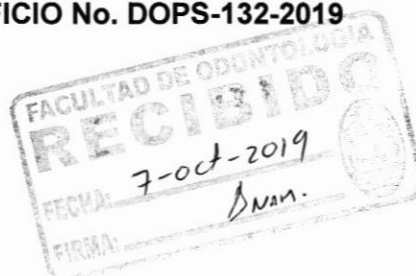 FICIO No. DOPS-132-2019
FACULTAD DE ODONTOLOGIA
RECIBIDO
FECHA: 7-oct-2019
FIRMA: